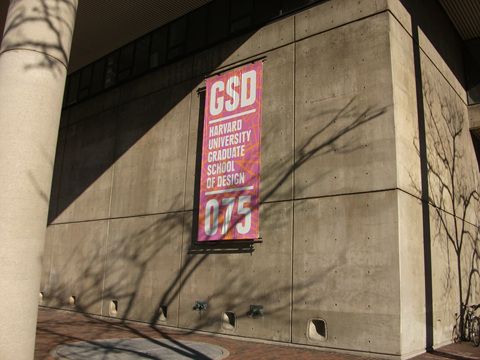 GSD
HARVARD
UNIVERSITY
GRADUATE
SCHOOL
OF DESIGN
075